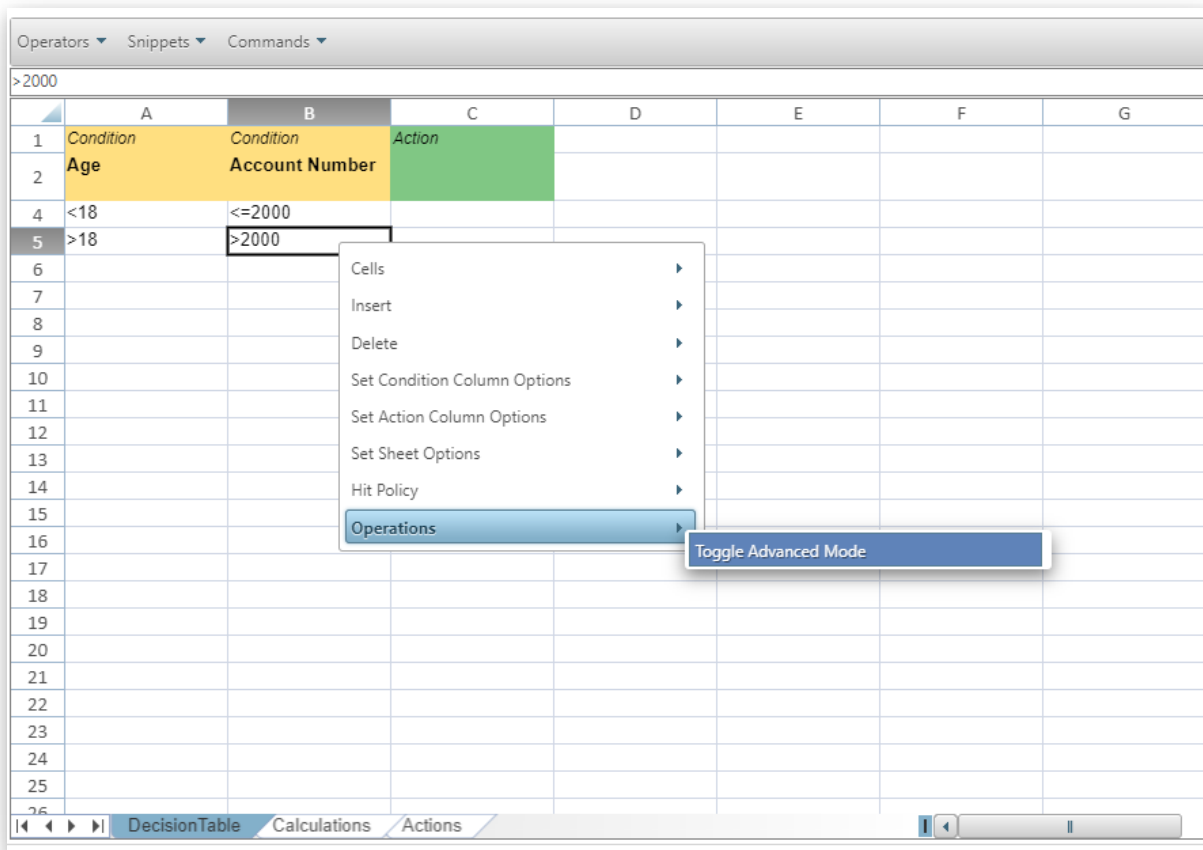 Operators Snippets Commands
>2000
A B C D E F G
1 Condition Condition Action
2 Age Account Number
4 <18 <=2000
5 >18 >2000
6
Cells
7
Insert
8
9
Delete
10 Set Condition Column Options
11
Set Action Column Options
12
13 Set Sheet Options
14 Hit Policy
15
Operations
16
Toggle Advanced Mode
17
18
19
20
21
22
23
24
25
26
DecisionTable Calculations Actions